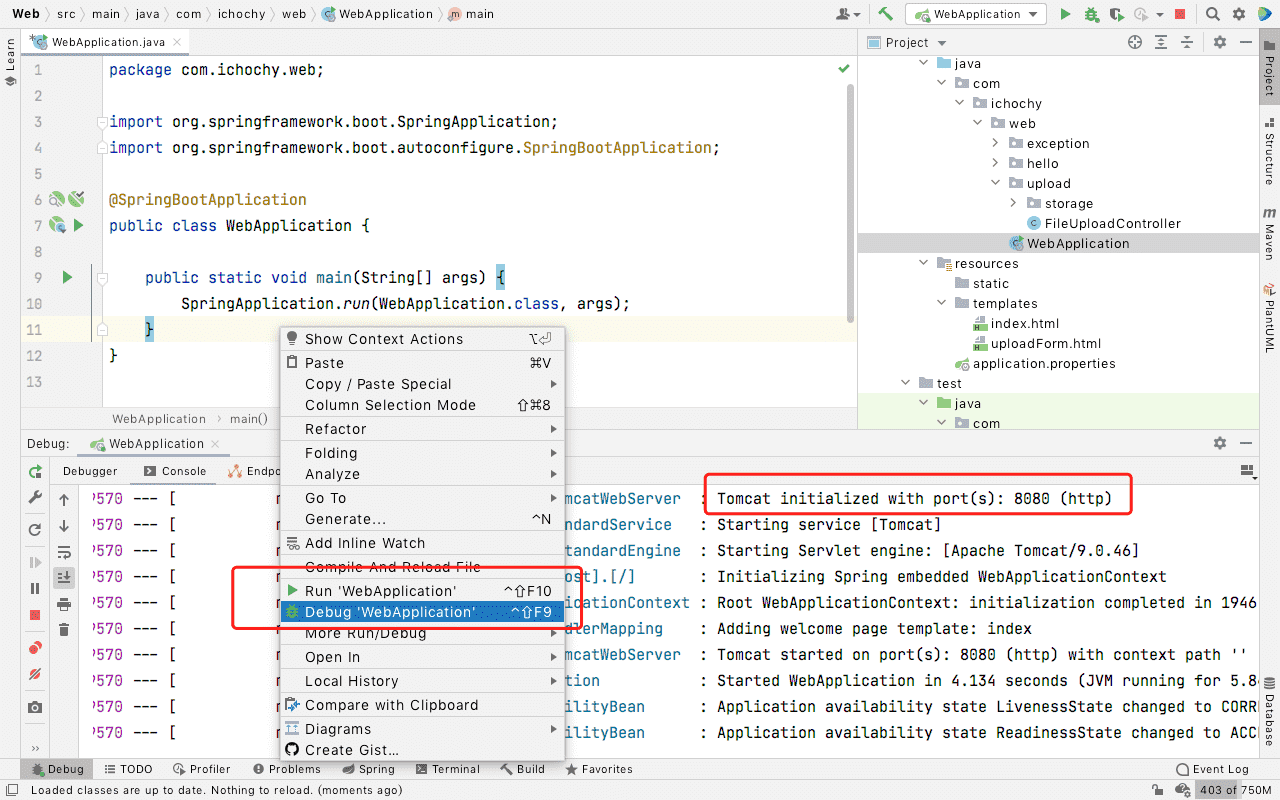 Web › src › main › java › com › ichochy › web › WebApplication › main
WebApplication
Learn
WebApplication.java
1 package com.ichochy.web;
2
3 import org.springframework.boot.SpringApplication;
4 import org.springframework.boot.autoconfigure.SpringBootApplication;
5
6 @SpringBootApplication
7 public class WebApplication {
8
9 public static void main(String[] args) {
10 SpringApplication.run(WebApplication.class, args);
11 }
12 }
13
WebApplication › main()
Project
java
com
ichochy
web
exception
hello
upload
storage
FileUploadController
WebApplication
resources
static
templates
index.html
uploadForm.html
application.properties
test
java
com
Project
Structure
Maven
PlantUML
Database
Show Context Actions ⌥⏎
Paste ⌘V
Copy / Paste Special
Column Selection Mode ⇧⌘8
Refactor
Folding
Analyze
Go To
Generate... ^N
Add Inline Watch
Compile And Reload File
Run 'WebApplication' ^⇧F10
Debug 'WebApplication' ^⇧F9
More Run/Debug
Open In
Local History
Compare with Clipboard
Diagrams
Create Gist...
Debug: WebApplication
Debugger Console Endpo
?570 --- [ mcatWebServer : Tomcat initialized with port(s): 8080 (http)
?570 --- [ ndardService : Starting service [Tomcat]
?570 --- [ tandardEngine : Starting Servlet engine: [Apache Tomcat/9.0.46]
?570 --- [ ost].[/] : Initializing Spring embedded WebApplicationContext
?570 --- [ icationContext : Root WebApplicationContext: initialization completed in 1946
?570 --- [ dlerMapping : Adding welcome page template: index
?570 --- [ mcatWebServer : Tomcat started on port(s): 8080 (http) with context path ''
?570 --- [ tion : Started WebApplication in 4.134 seconds (JVM running for 5.8
?570 --- [ ilityBean : Application availability state LivenessState changed to CORR
?570 --- [ ilityBean : Application availability state ReadinessState changed to ACC
Debug TODO Profiler Problems Spring Terminal Build Favorites Event Log
Loaded classes are up to date. Nothing to reload. (moments ago) 403 of 750M